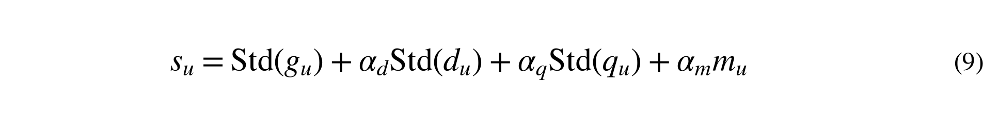 s_u = Std(g_u) + α_d Std(d_u) + α_q Std(q_u) + α_m m_u (9)